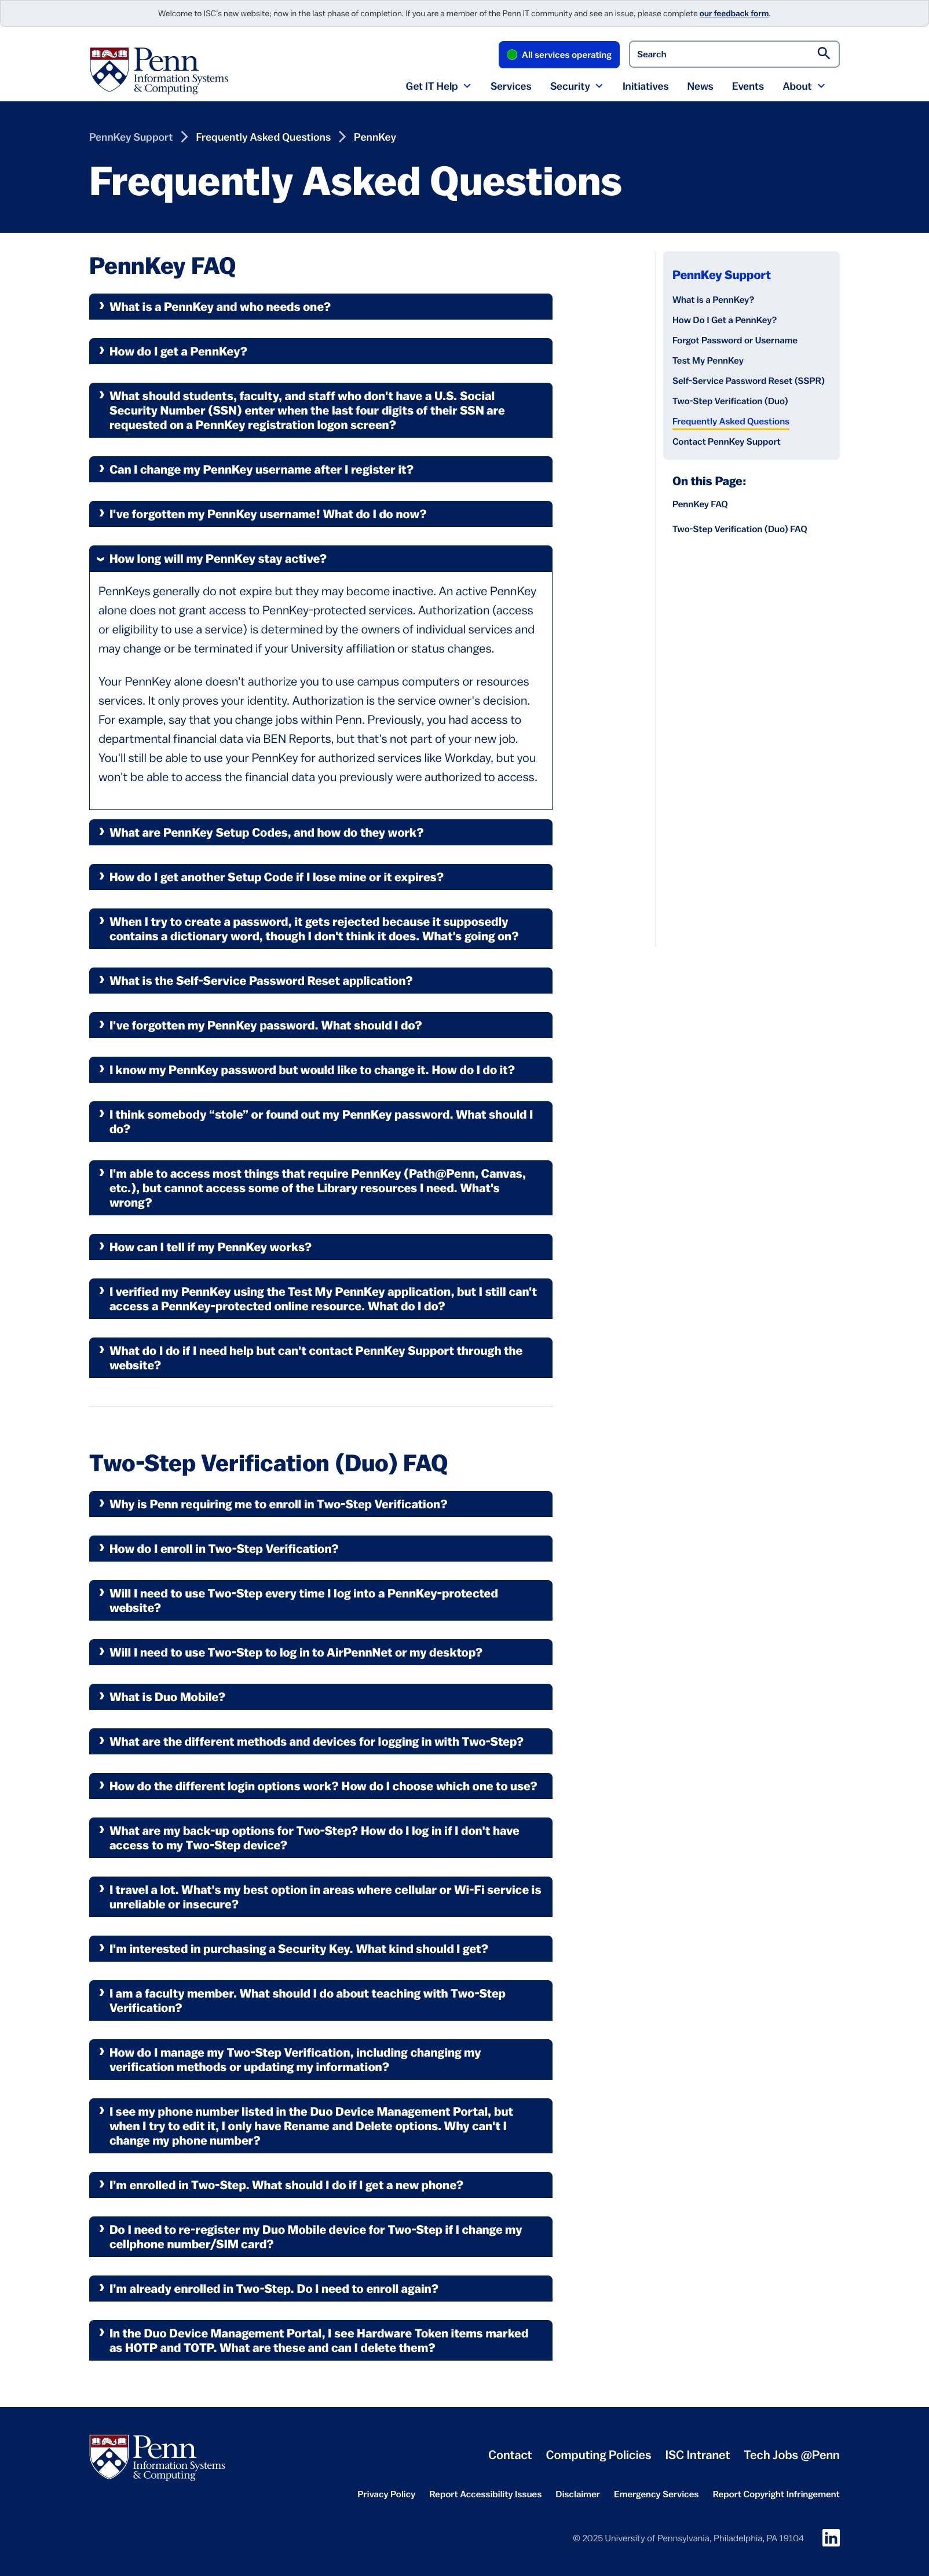 Welcome to ISC's new website; now in the last phase of completion. If you are a member of the Penn IT community and see an issue, please complete our feedback form.
Penn
Information Systems
& Computing
All services operating
Search
Get IT Help
Services
Security
Initiatives
News
Events
About
PennKey Support
Frequently Asked Questions
PennKey
Frequently Asked Questions
PennKey FAQ
What is a PennKey and who needs one?
How do I get a PennKey?
What should students, faculty, and staff who don't have a U.S. Social
Security Number (SSN) enter when the last four digits of their SSN are
requested on a PennKey registration logon screen?
Can I change my PennKey username after I register it?
I've forgotten my PennKey username! What do I do now?
How long will my PennKey stay active?
PennKeys generally do not expire but they may become inactive. An active PennKey
alone does not grant access to PennKey-protected services. Authorization (access
or eligibility to use a service) is determined by the owners of individual services and
may change or be terminated if your University affiliation or status changes.
Your PennKey alone doesn't authorize you to use campus computers or resources
services. It only proves your identity. Authorization is the service owner's decision.
For example, say that you change jobs within Penn. Previously, you had access to
departmental financial data via BEN Reports, but that's not part of your new job.
You'll still be able to use your PennKey for authorized services like Workday, but you
won't be able to access the financial data you previously were authorized to access.
What are PennKey Setup Codes, and how do they work?
How do I get another Setup Code if I lose mine or it expires?
When I try to create a password, it gets rejected because it supposedly
contains a dictionary word, though I don't think it does. What's going on?
What is the Self-Service Password Reset application?
I've forgotten my PennKey password. What should I do?
I know my PennKey password but would like to change it. How do I do it?
I think somebody “stole” or found out my PennKey password. What should I
do?
I'm able to access most things that require PennKey (Path@Penn, Canvas,
etc.), but cannot access some of the Library resources I need. What's
wrong?
How can I tell if my PennKey works?
I verified my PennKey using the Test My PennKey application, but I still can't
access a PennKey-protected online resource. What do I do?
What do I do if I need help but can't contact PennKey Support through the
website?
Two-Step Verification (Duo) FAQ
Why is Penn requiring me to enroll in Two-Step Verification?
How do I enroll in Two-Step Verification?
Will I need to use Two-Step every time I log into a PennKey-protected
website?
Will I need to use Two-Step to log in to AirPennNet or my desktop?
What is Duo Mobile?
What are the different methods and devices for logging in with Two-Step?
How do the different login options work? How do I choose which one to use?
What are my back-up options for Two-Step? How do I log in if I don't have
access to my Two-Step device?
I travel a lot. What's my best option in areas where cellular or Wi-Fi service is
unreliable or insecure?
I'm interested in purchasing a Security Key. What kind should I get?
I am a faculty member. What should I do about teaching with Two-Step
Verification?
How do I manage my Two-Step Verification, including changing my
verification methods or updating my information?
I see my phone number listed in the Duo Device Management Portal, but
when I try to edit it, I only have Rename and Delete options. Why can't I
change my phone number?
I'm enrolled in Two-Step. What should I do if I get a new phone?
Do I need to re-register my Duo Mobile device for Two-Step if I change my
cellphone number/SIM card?
I'm already enrolled in Two-Step. Do I need to enroll again?
In the Duo Device Management Portal, I see Hardware Token items marked
as HOTP and TOTP. What are these and can I delete them?
PennKey Support
What is a PennKey?
How Do I Get a PennKey?
Forgot Password or Username
Test My PennKey
Self-Service Password Reset (SSPR)
Two-Step Verification (Duo)
Frequently Asked Questions
Contact PennKey Support
On this Page:
PennKey FAQ
Two-Step Verification (Duo) FAQ
Penn
Information Systems
& Computing
Contact
Computing Policies
ISC Intranet
Tech Jobs @Penn
Privacy Policy
Report Accessibility Issues
Disclaimer
Emergency Services
Report Copyright Infringement
© 2025 University of Pennsylvania, Philadelphia, PA 19104
in